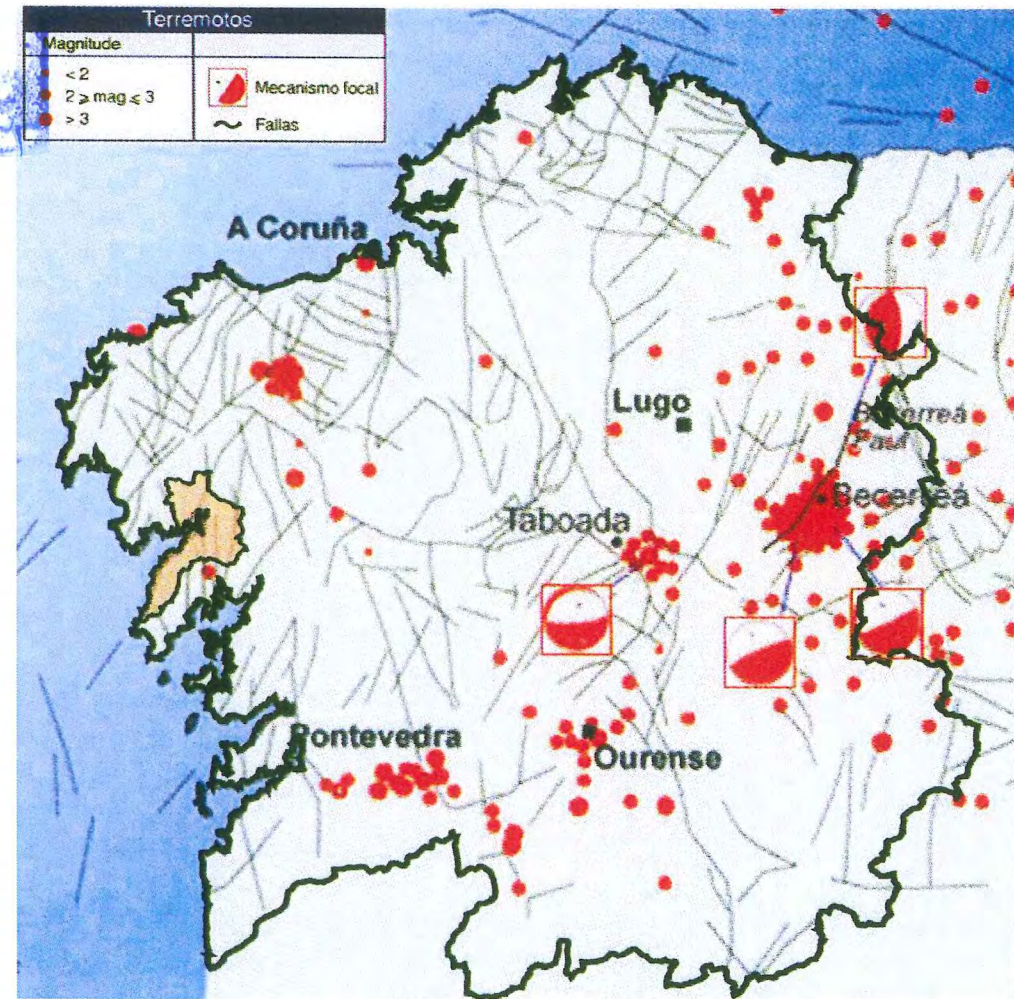 Terremotos
Magnitude
< 2
2 ⩾ mag ⩽ 3
> 3
Mecanismo focal
Fallas
A Coruña
Lugo
Becerreá
Taboada
Pontevedra
Ourense